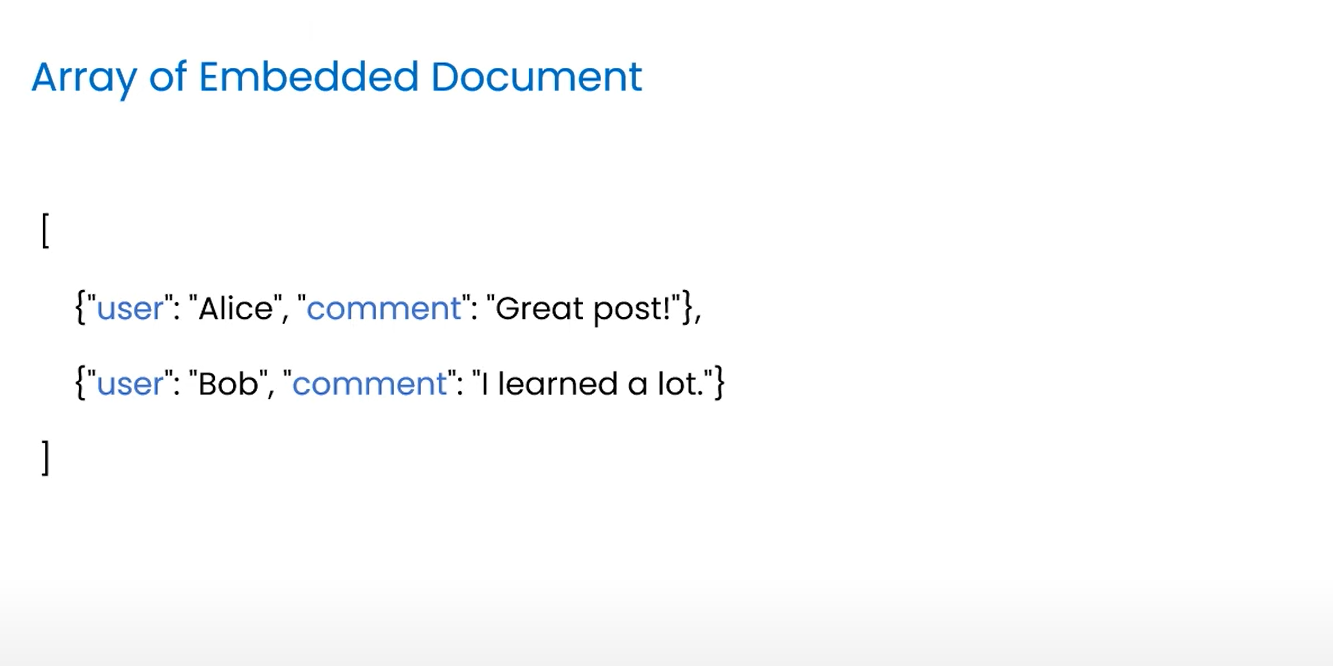 Array of Embedded Document
[
{"user": "Alice", "comment": "Great post!"},
{"user": "Bob", "comment": "I learned a lot."}
]